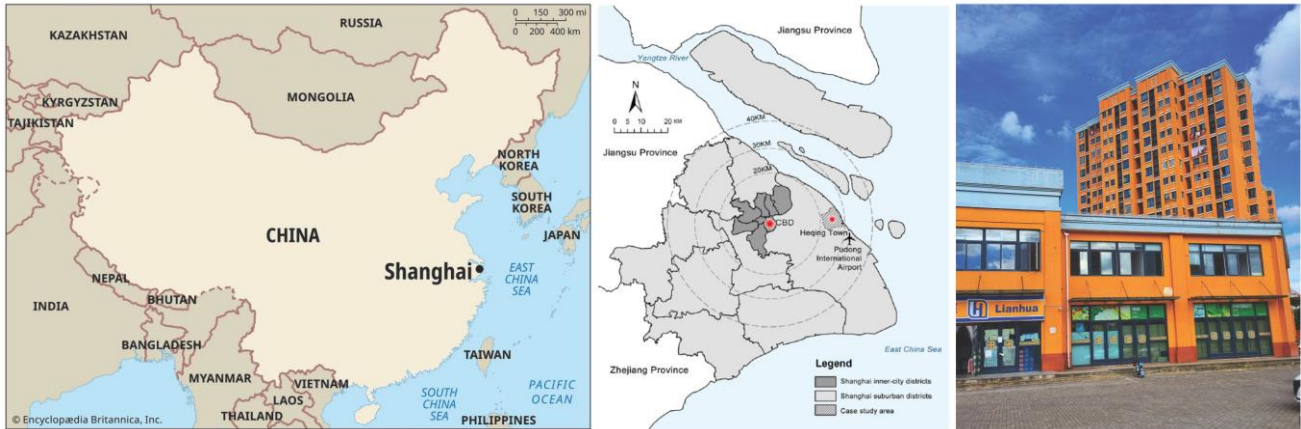 0 150 300 mi
0 200 400 km
RUSSIA
KAZAKHSTAN
MONGOLIA
KYRGYZSTAN
TAJIKISTAN
NORTH
KOREA
SOUTH
KOREA
JAPAN
CHINA
Shanghai
EAST
CHINA
SEA
NEPAL
BHUTAN
INDIA
BANGLADESH
MYANMAR
LAOS
VIETNAM
THAILAND
TAIWAN
SOUTH
CHINA
SEA
PACIFIC
OCEAN
PHILIPPINES
© Encyclopædia Britannica, Inc.
Jiangsu Province
Yangtze River
N
0 10 20 KM
40KM
30KM
20KM
Jiangsu Province
CBD
Heqing Town
Pudong
International
Airport
East China Sea
Zhejiang Province
Legend
Shanghai inner-city districts
Shanghai suburban districts
Case study area
Lianhua